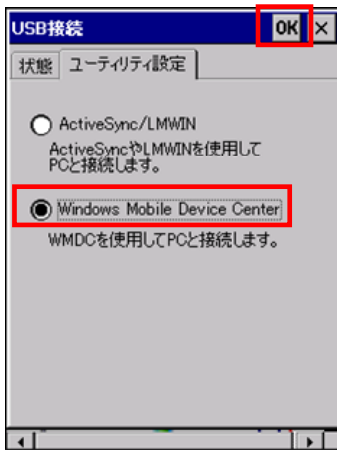 USB接続 OK ×
状態 ユーティリティ設定
ActiveSync/LMWIN
ActiveSyncやLMWINを使用して
PCと接続します。
Windows Mobile Device Center
WMDCを使用してPCと接続します。